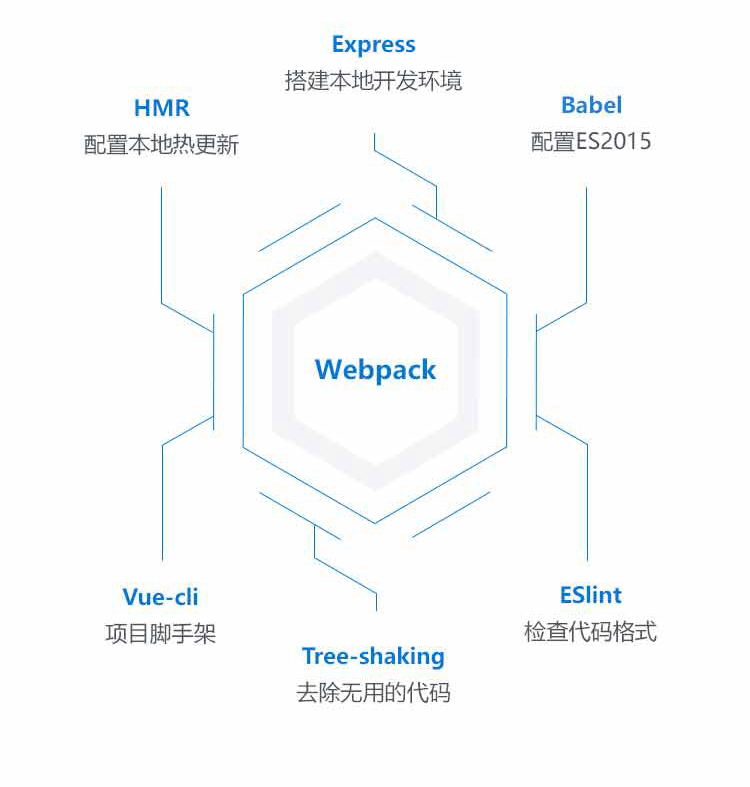 Express
搭建本地开发环境
HMR
配置本地热更新
Babel
配置ES2015
Webpack
Vue-cli
项目脚手架
ESlint
检查代码格式
Tree-shaking
去除无用的代码